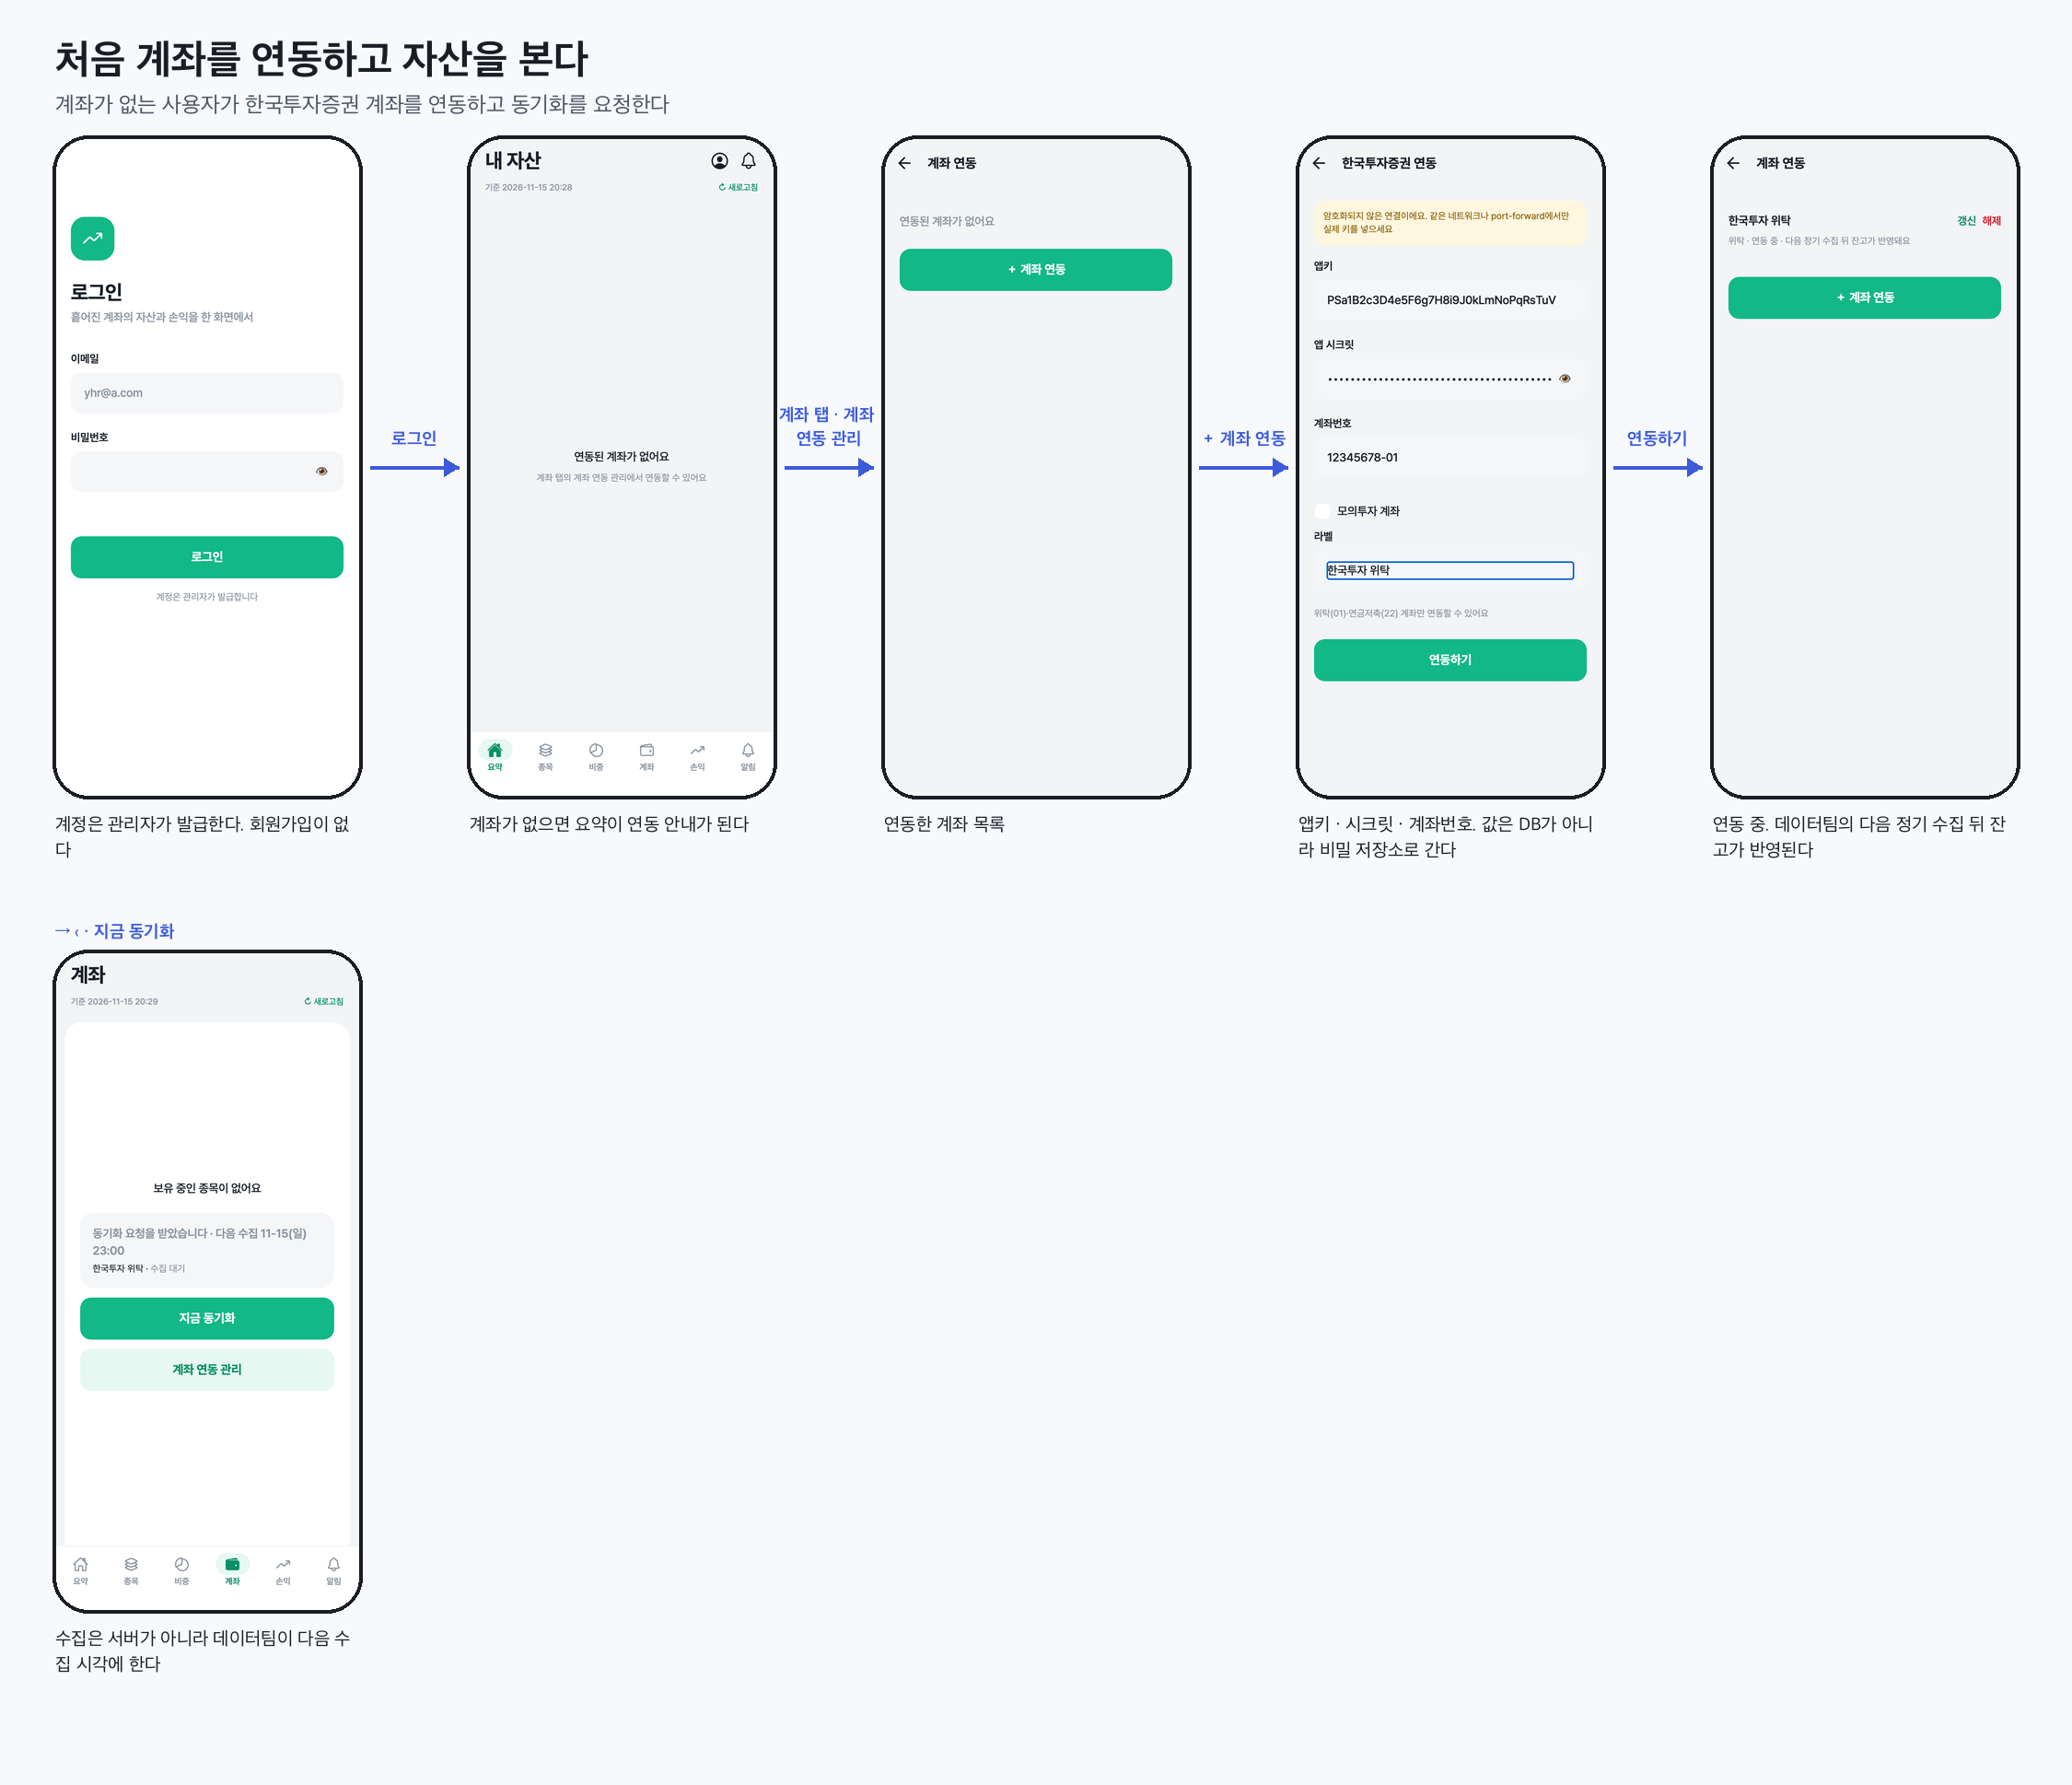 처음 계좌를 연동하고 자산을 본다
계좌가 없는 사용자가 한국투자증권 계좌를 연동하고 동기화를 요청한다
로그인
흩어진 계좌의 자산과 손익을 한 화면에서
이메일
yhr@a.com
비밀번호
로그인
계정은 관리자가 발급합니다
계정은 관리자가 발급한다. 회원가입이 없
다
로그인
내 자산
기준 2026-11-15 20:28
새로고침
연동된 계좌가 없어요
계좌 탭의 계좌 연동 관리에서 연동할 수 있어요
요약 종목 비중 계좌 손익 알림
계좌가 없으면 요약이 연동 안내가 된다
계좌 탭 · 계좌
연동 관리
계좌 연동
연동된 계좌가 없어요
+ 계좌 연동
연동한 계좌 목록
+ 계좌 연동
한국투자증권 연동
암호화되지 않은 연결이에요. 같은 네트워크나 port-forward에서만
실제 키를 넣으세요
앱키
PSa1B2c3D4e5F6g7H8i9J0kLmNoPqRsTuV
앱 시크릿
계좌번호
12345678-01
모의투자 계좌
라벨
한국투자 위탁
위탁(01)·연금저축(22) 계좌만 연동할 수 있어요
연동하기
앱키 · 시크릿 · 계좌번호. 값은 DB가 아니
라 비밀 저장소로 간다
연동하기
계좌 연동
한국투자 위탁
갱신 해제
위탁 · 연동 중 · 다음 정기 수집 뒤 잔고가 반영돼요
+ 계좌 연동
연동 중. 데이터팀의 다음 정기 수집 뒤 잔
고가 반영된다
→ ‹ · 지금 동기화
계좌
기준 2026-11-15 20:29
새로고침
보유 중인 종목이 없어요
동기화 요청을 받았습니다 · 다음 수집 11-15(일)
23:00
한국투자 위탁 · 수집 대기
지금 동기화
계좌 연동 관리
요약 종목 비중 계좌 손익 알림
수집은 서버가 아니라 데이터팀이 다음 수
집 시각에 한다